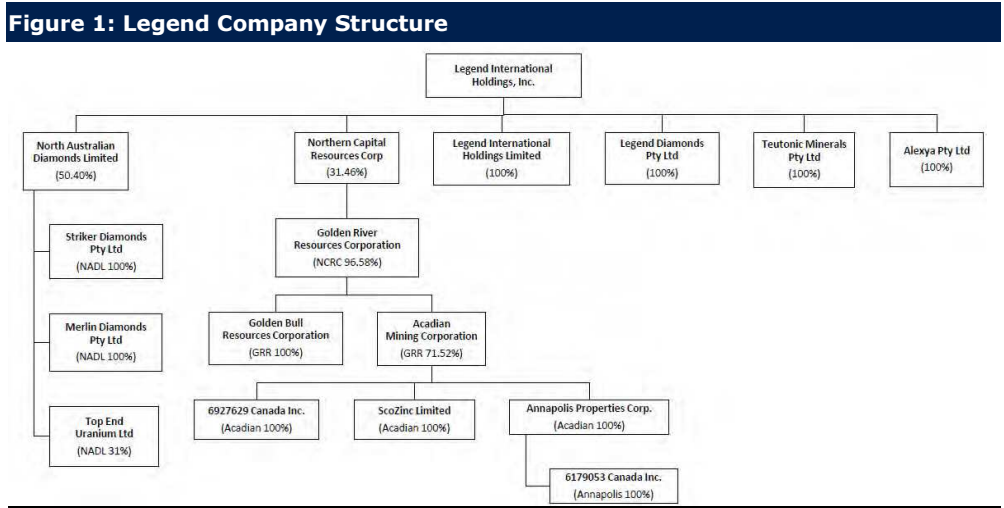 Figure 1: Legend Company Structure
Legend International
Holdings, Inc.
North Australian
Diamonds Limited
(50.40%)
Northern Capital
Resources Corp
(31.46%)
Legend International
Holdings Limited
(100%)
Legend Diamonds
Pty Ltd
(100%)
Teutonic Minerals
Pty Ltd
(100%)
Alexya Pty Ltd
(100%)
Striker Diamonds
Pty Ltd
(NADL 100%)
Golden River
Resources Corporation
(NCRC 96.58%)
Merlin Diamonds
Pty Ltd
(NADL 100%)
Golden Bull
Resources Corporation
(GRR 100%)
Acadian
Mining Corporation
(GRR 71.52%)
Top End
Uranium Ltd
(NADL 31%)
6927629 Canada Inc.
(Acadian 100%)
ScoZinc Limited
(Acadian 100%)
Annapolis Properties Corp.
(Acadian 100%)
6179053 Canada Inc.
(Annapolis 100%)